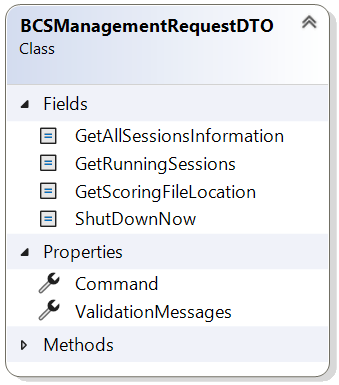 BCSManagementRequestDTO
Class
Fields
GetAllSessionsInformation
GetRunningSessions
GetScoringFileLocation
ShutDownNow
Properties
Command
ValidationMessages
Methods